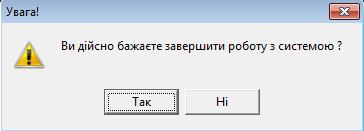 Увага!
Ви дійсно бажаєте завершити роботу з системою ?
Так
Ні